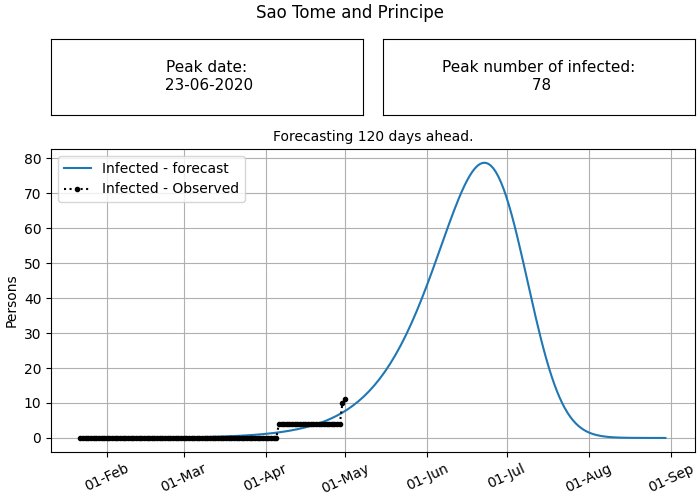 Sao Tome and Principe
Peak date:
23-06-2020
Peak number of infected:
78
Forecasting 120 days ahead.
Infected - forecast
Infected - Observed
Persons
80
70
60
50
40
30
20
10
0
01-Feb
01-Mar
01-Apr
01-May
01-Jun
01-Jul
01-Aug
01-Sep